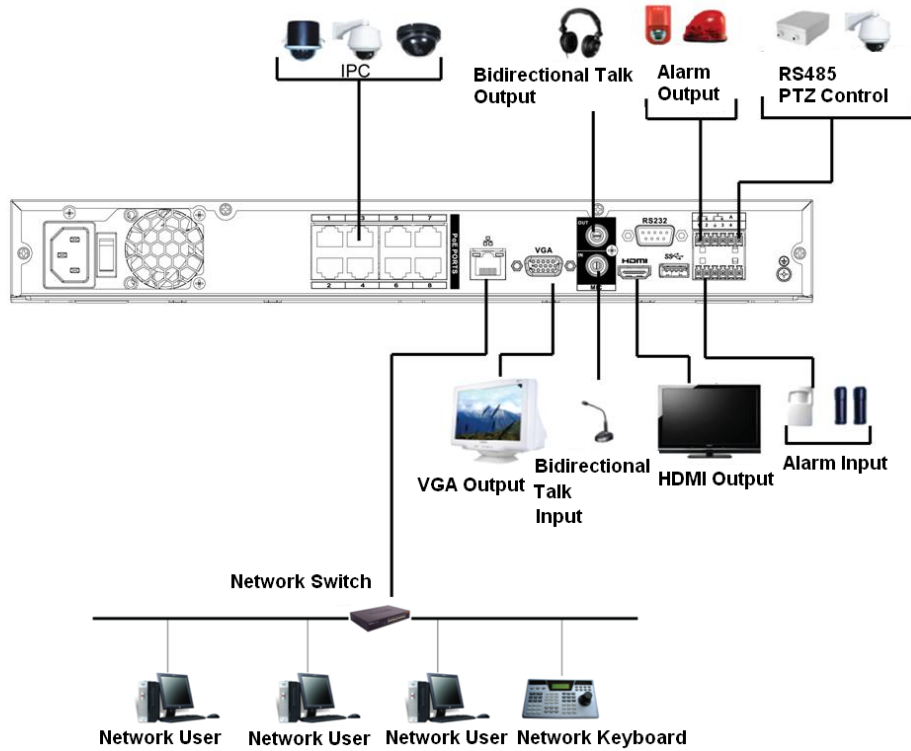 IPC
Bidirectional Talk
Output
Alarm
Output
RS485
PTZ Control
1 3 5 7
2 4 6 8
PoE PORTS
VGA
OUT
IN
MIC
RS232
HDMI
SS
VGA Output
Bidirectional
Talk
Input
HDMI Output
Alarm Input
Network Switch
Network User
Network User
Network User
Network Keyboard